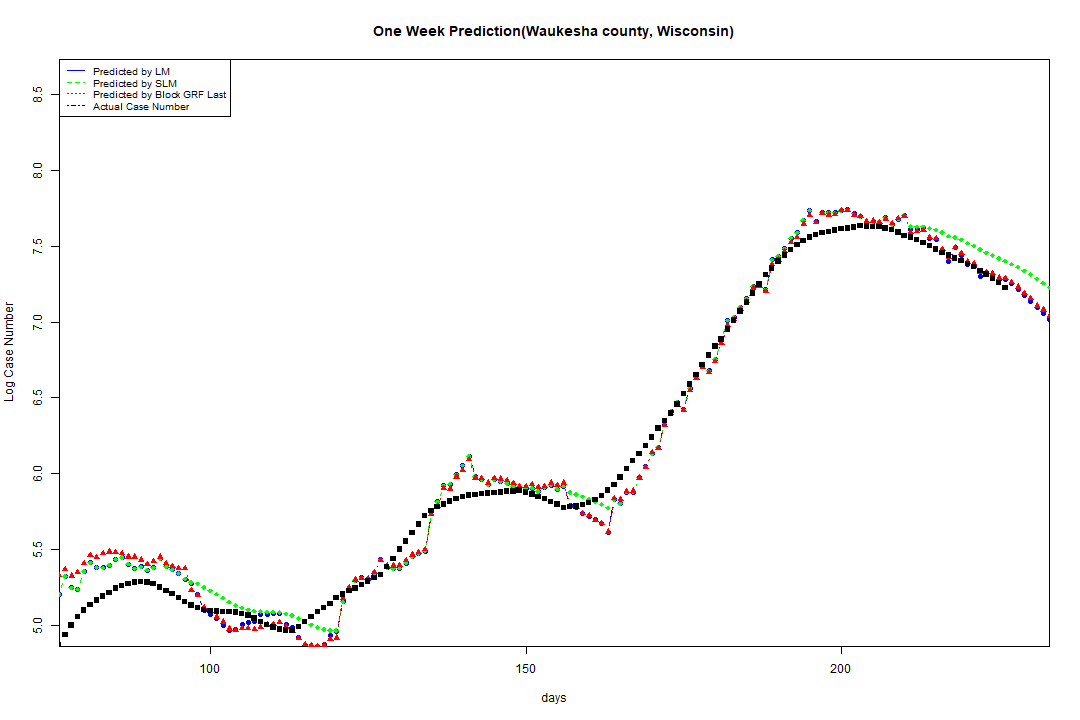 One Week Prediction(Waukesha county, Wisconsin)
Predicted by LM
Predicted by SLM
Predicted by Block GRF Last
Actual Case Number
8.5
8.0
7.5
7.0
6.5
6.0
5.5
5.0
Log Case Number
100 150 200
days